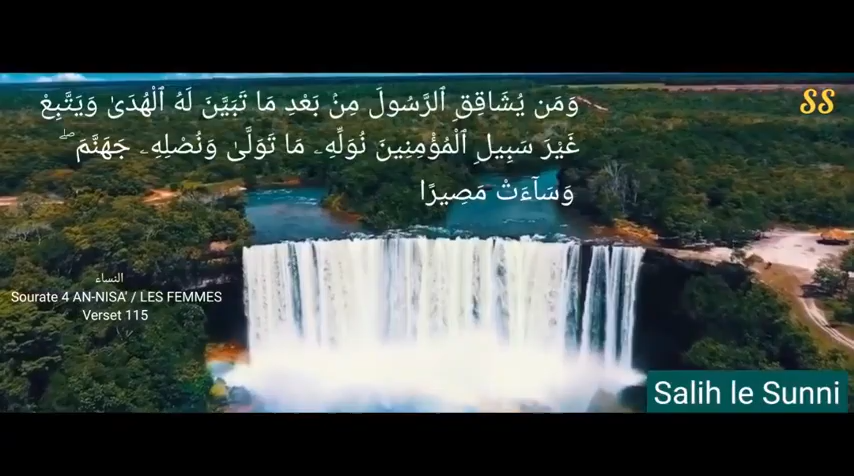 وَمَن يُشَاقِقِ ٱلرَّسُولَ مِنۢ بَعْدِ مَا تَبَيَّنَ لَهُ ٱلْهُدَىٰ وَيَتَّبِعْ
غَيْرَ سَبِيلِ ٱلْمُؤْمِنِينَ نُوَلِّهِۦ مَا تَوَلَّىٰ وَنُصْلِهِۦ جَهَنَّمَ ۖ
وَسَآءَتْ مَصِيرًا
SS
النساء
Sourate 4 AN-NISA' / LES FEMMES
Verset 115
Salih le Sunni